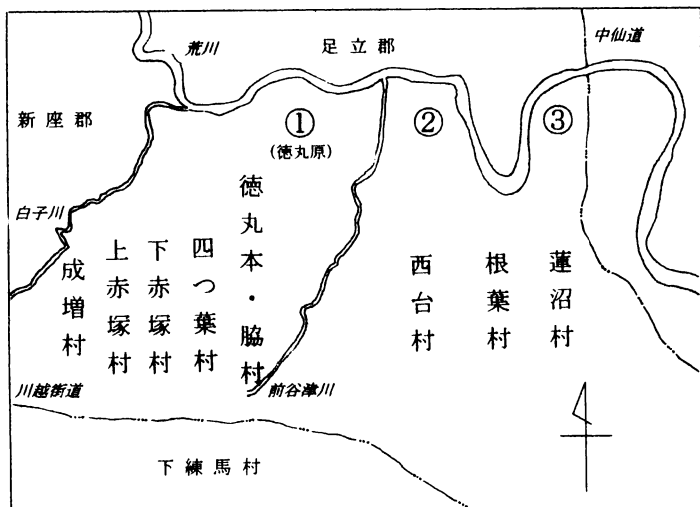 荒川
足立郡
中仙道
新座郡
①
(徳丸原)
②
③
白子川
成増村
上赤塚村
下赤塚村
四つ葉村
徳丸本・脇村
西台村
根葉村
蓮沼村
川越街道
前谷津川
下練馬村